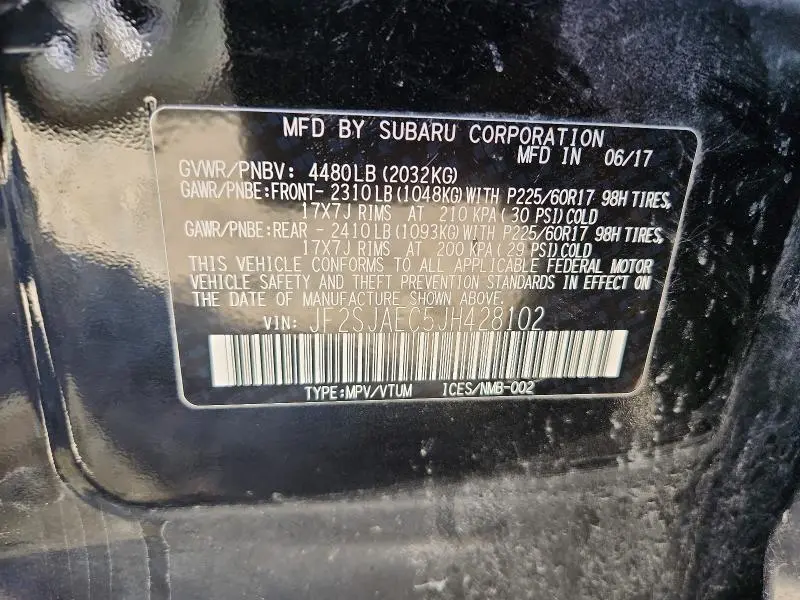 MFD BY SUBARU CORPORATION
MFD IN 06/17
GVWR/PNBV: 4480LB (2032KG)
GAWR/PNBE:FRONT- 2310LB(1048KG)WITH P225/60R17 98H TIRES,
17X7J RIMS AT 210 KPA (30 PSI)COLD
GAWR/PNBE:REAR - 2410LB(1093KG)WITH P225/60R17 98H TIRES,
17X7J RIMS AT 200 KPA (29 PSI)COLD
THIS VEHICLE CONFORMS TO ALL APPLICABLE FEDERAL MOTOR
VEHICLE SAFETY AND THEFT PREVENTION STANDARDS IN EFFECT ON
THE DATE OF MANUFACTURE SHOWN ABOVE.
VIN: JF2SJAEC5JH428102
TYPE:MPV/VTUM ICES/NMB-002